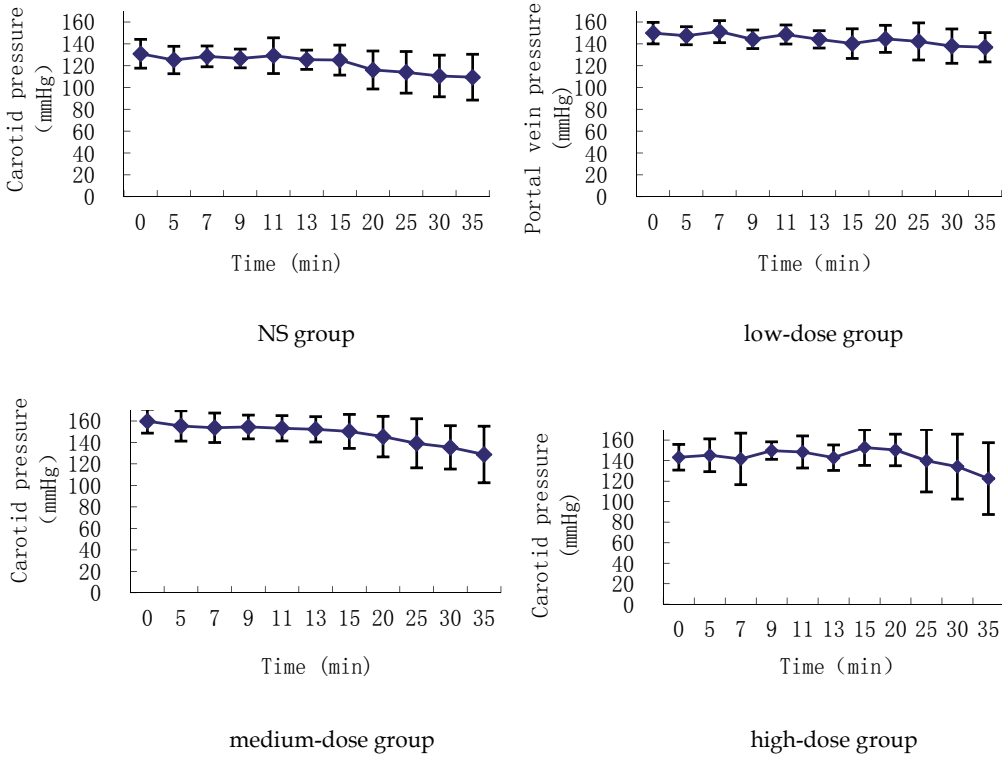 Carotid pressure
(mmHg)
160
140
120
100
80
60
40
20
0
0 5 7 9 11 13 15 20 25 30 35
Time (min)
NS group
Portal vein pressure
(mmHg)
160
140
120
100
80
60
40
20
0
0 5 7 9 11 13 15 20 25 30 35
Time（min）
low-dose group
Carotid pressure
(mmHg)
160
140
120
100
80
60
40
20
0
0 5 7 9 11 13 15 20 25 30 35
Time (min)
medium-dose group
Carotid pressure
(mmHg)
160
140
120
100
80
60
40
20
0
0 5 7 9 11 13 15 20 25 30 35
Time（min）
high-dose group